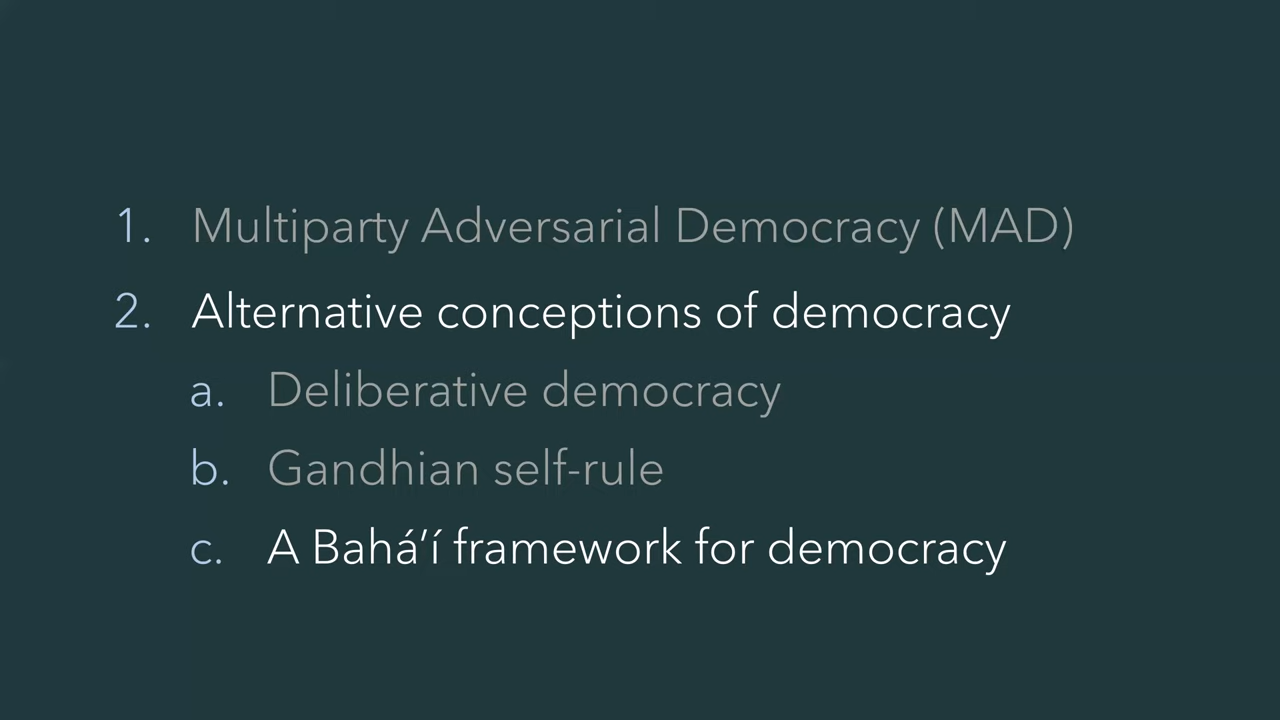 1. Multiparty Adversarial Democracy (MAD)
2. Alternative conceptions of democracy
a. Deliberative democracy
b. Gandhian self-rule
c. A Bahá’í framework for democracy